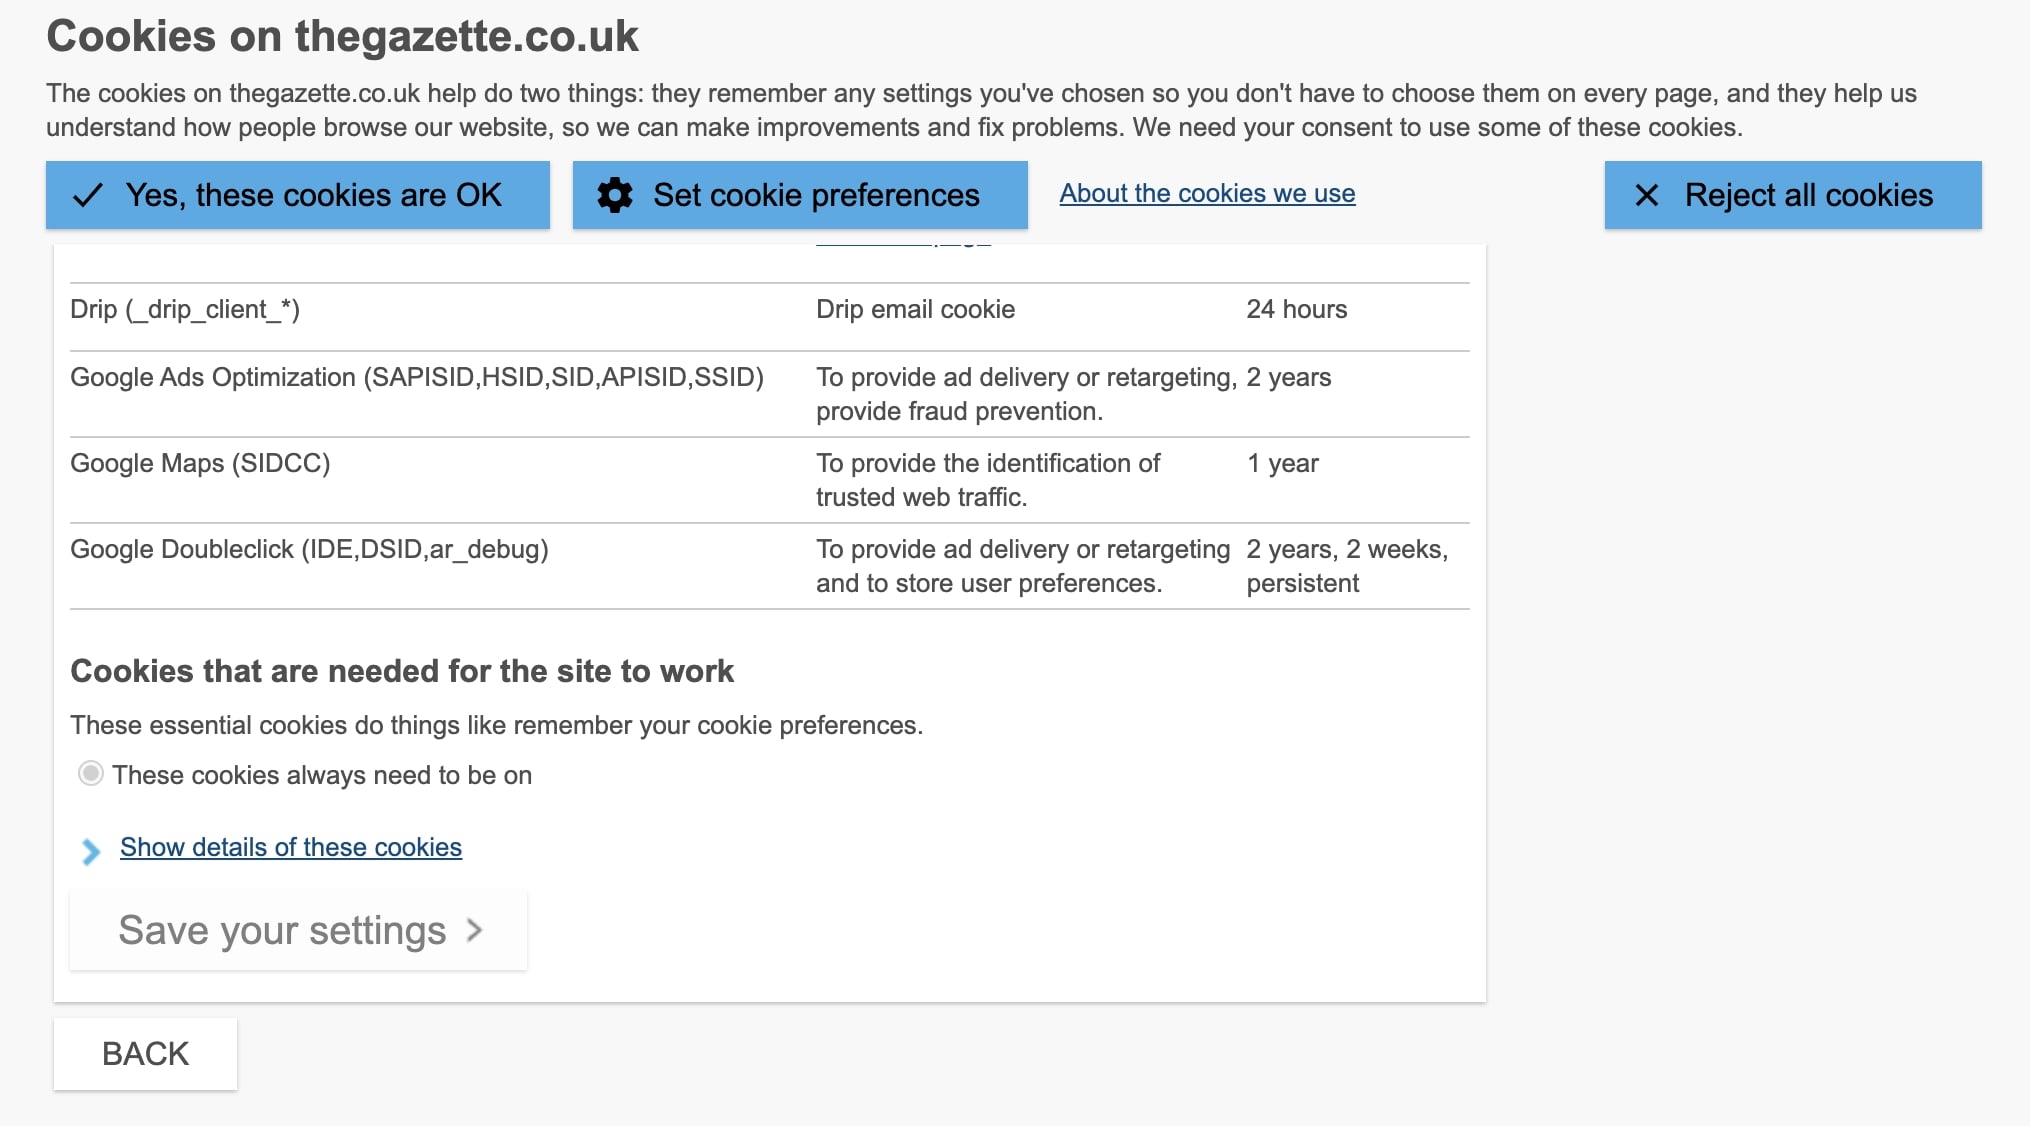 Cookies on thegazette.co.uk
The cookies on thegazette.co.uk help do two things: they remember any settings you've chosen so you don't have to choose them on every page, and they help us
understand how people browse our website, so we can make improvements and fix problems. We need your consent to use some of these cookies.
Yes, these cookies are OK
Set cookie preferences
About the cookies we use
Reject all cookies
Drip (_drip_client_*)
Drip email cookie
24 hours
Google Ads Optimization (SAPISID,HSID,SID,APISID,SSID)
To provide ad delivery or retargeting,
provide fraud prevention.
2 years
Google Maps (SIDCC)
To provide the identification of
trusted web traffic.
1 year
Google Doubleclick (IDE,DSID,ar_debug)
To provide ad delivery or retargeting
and to store user preferences.
2 years, 2 weeks,
persistent
Cookies that are needed for the site to work
These essential cookies do things like remember your cookie preferences.
These cookies always need to be on
Show details of these cookies
Save your settings
BACK